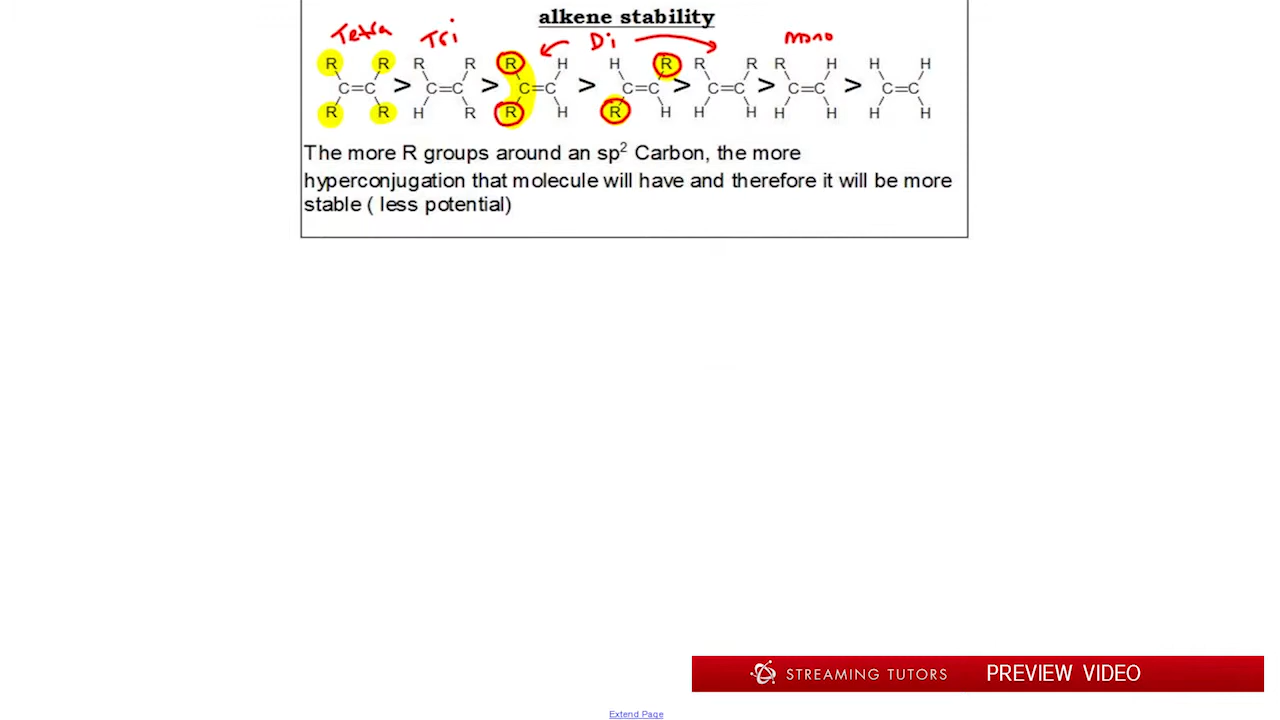 alkene stability
Tetra Tri Di mono
R R R R R H H R R R R H H H
C=C > C=C > C=C > C=C > C=C > C=C > C=C
R R H R R H R H H H H H H H
The more R groups around an sp² Carbon, the more
hyperconjugation that molecule will have and therefore it will be more
stable ( less potential)
STREAMING TUTORS PREVIEW VIDEO
Extend Page